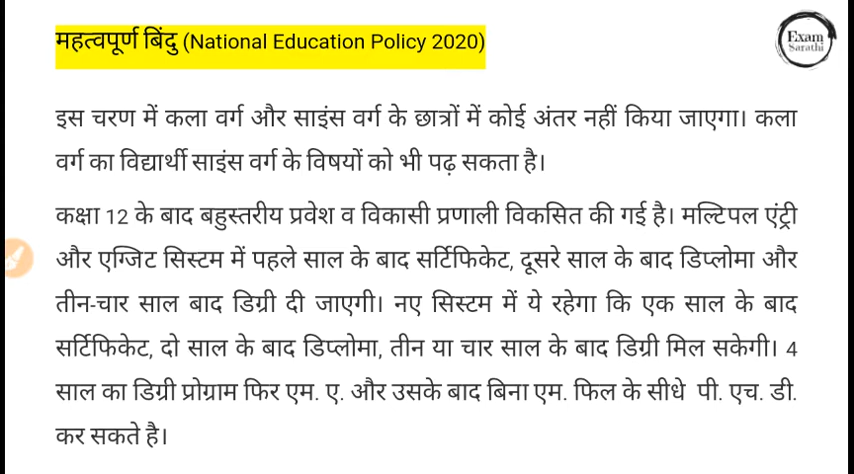 महत्वपूर्ण बिंदु (National Education Policy 2020)
Exam
Sarathi
इस चरण में कला वर्ग और साइंस वर्ग के छात्रों में कोई अंतर नहीं किया जाएगा। कला
वर्ग का विद्यार्थी साइंस वर्ग के विषयों को भी पढ़ सकता है।
कक्षा 12 के बाद बहुस्तरीय प्रवेश व विकासी प्रणाली विकसित की गई है। मल्टिपल एंट्री
और एग्जिट सिस्टम में पहले साल के बाद सर्टिफिकेट, दूसरे साल के बाद डिप्लोमा और
तीन-चार साल बाद डिग्री दी जाएगी। नए सिस्टम में ये रहेगा कि एक साल के बाद
सर्टिफिकेट, दो साल के बाद डिप्लोमा, तीन या चार साल के बाद डिग्री मिल सकेगी। 4
साल का डिग्री प्रोग्राम फिर एम. ए. और उसके बाद बिना एम. फिल के सीधे पी. एच. डी.
कर सकते है।